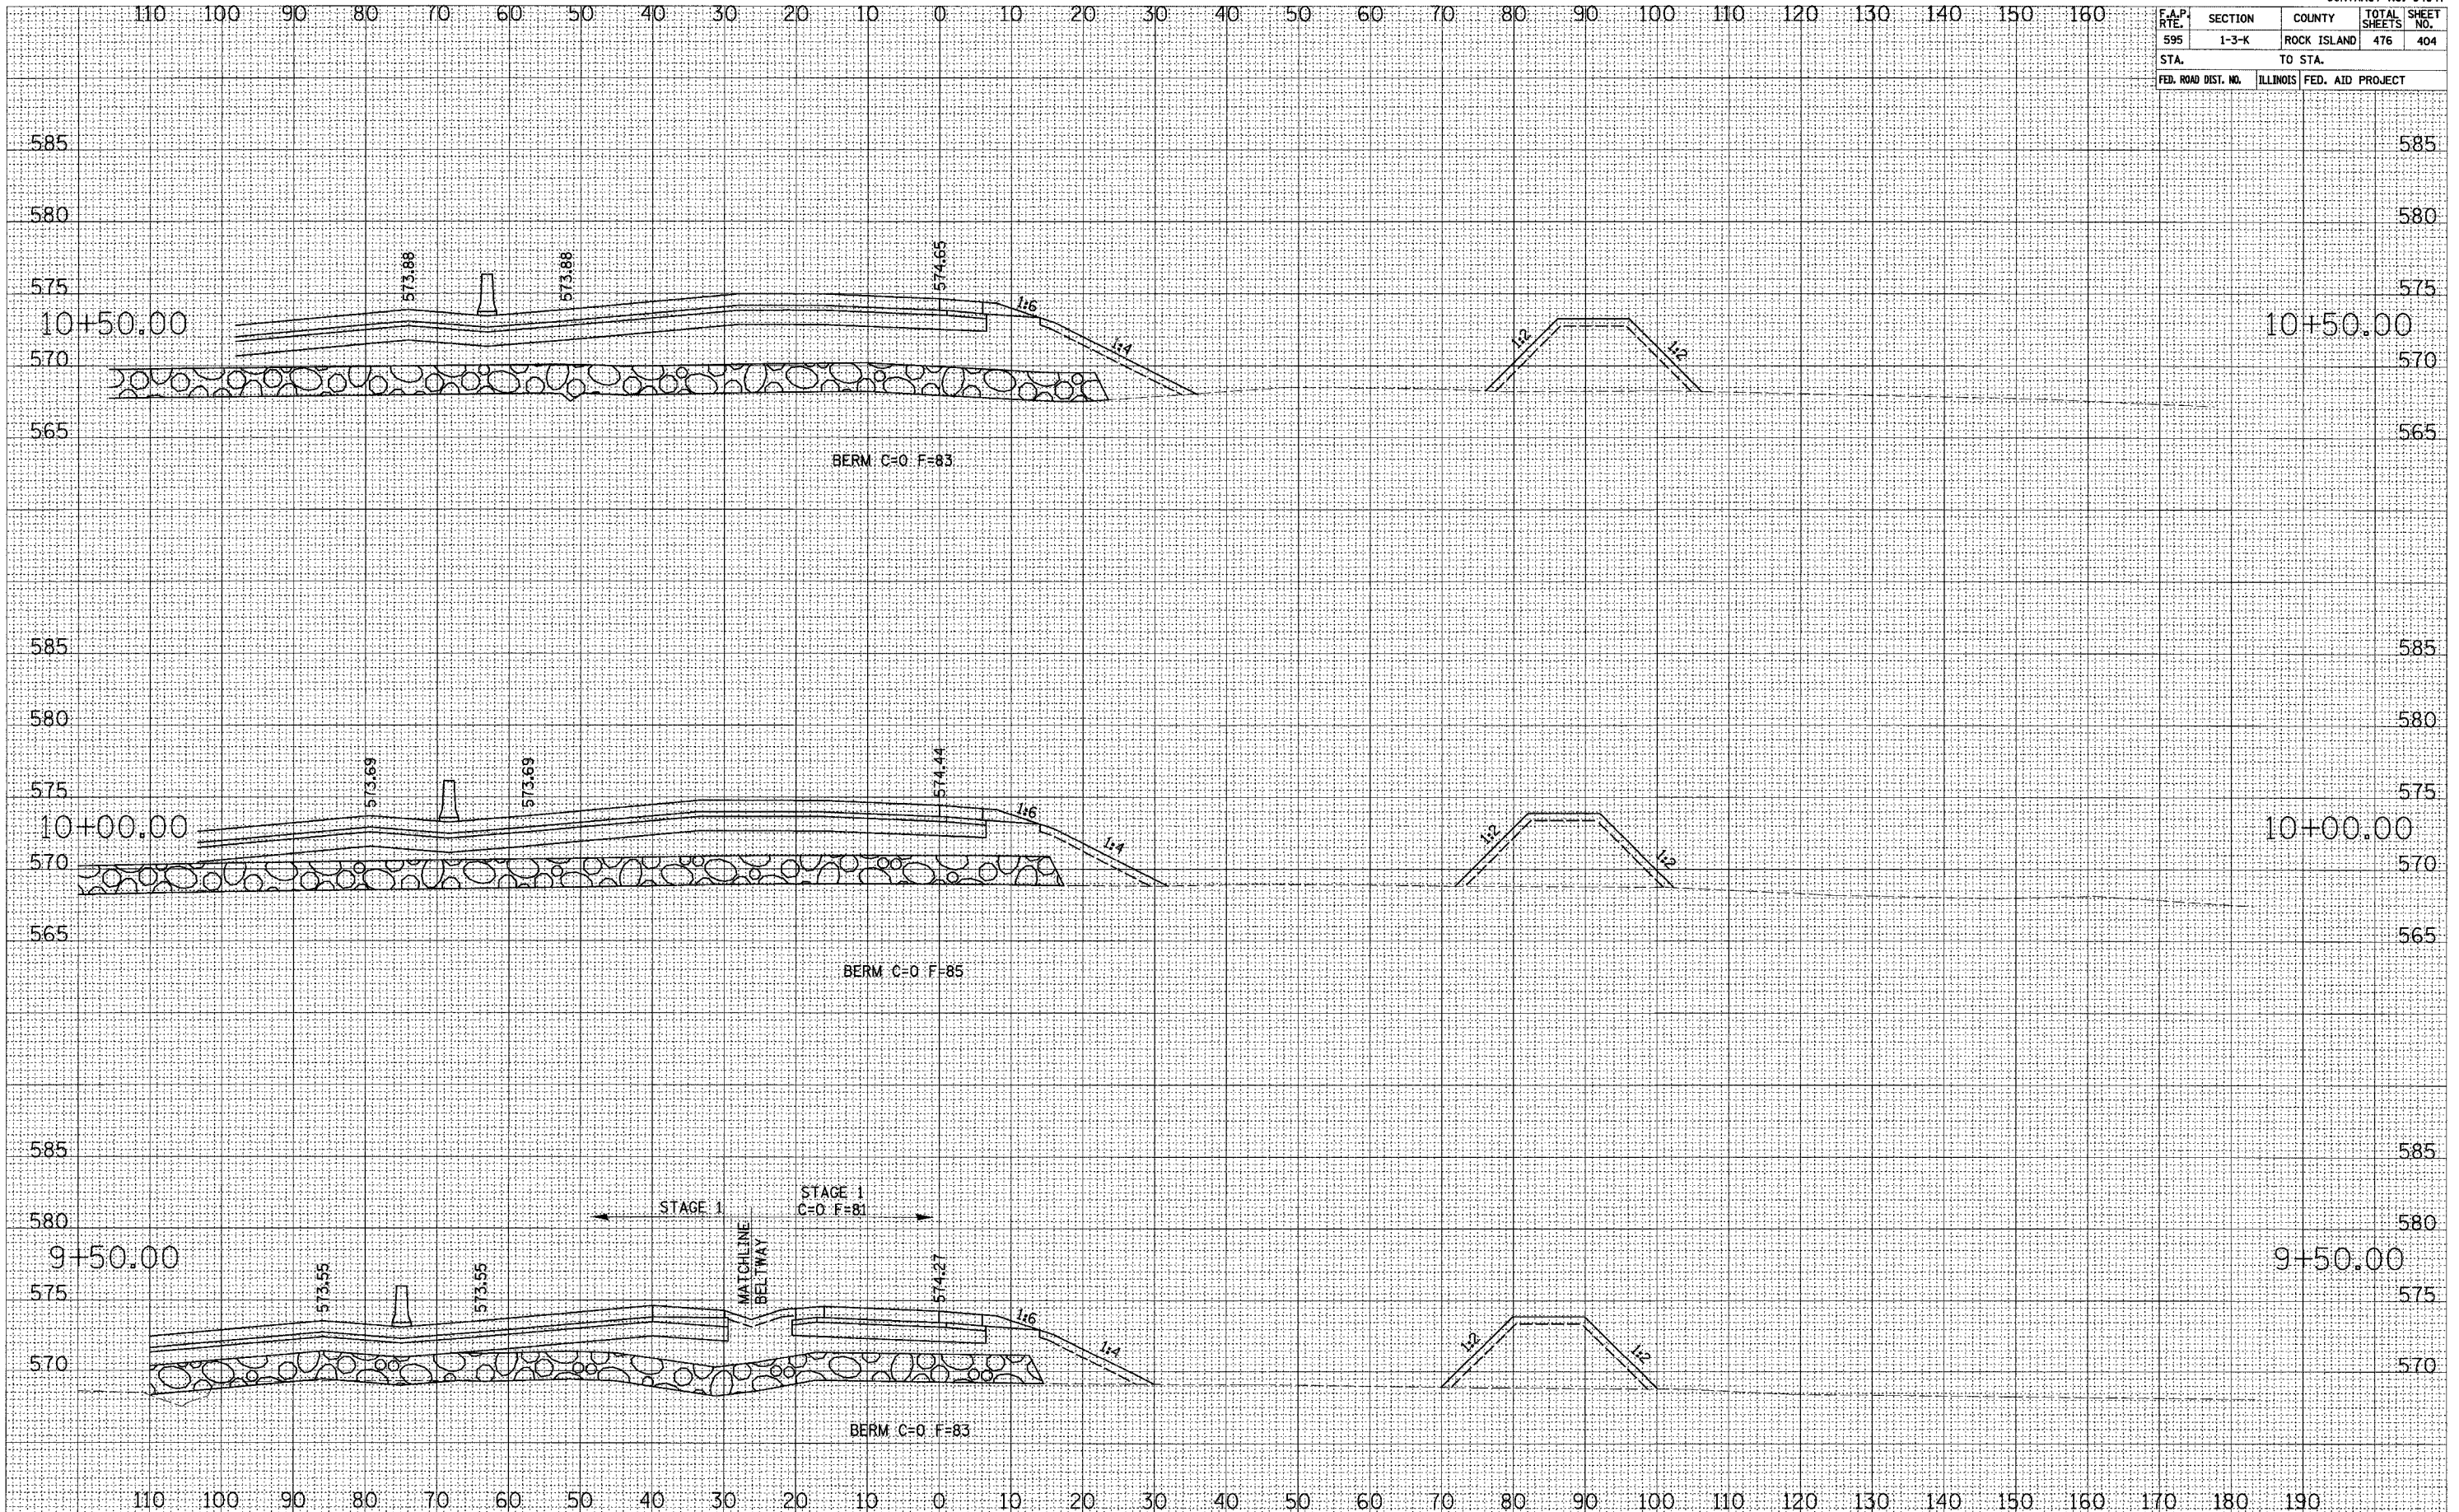 110 100 90 80 70 60 50 40 30 20 10 0 10 20 30 40 50 60 70 80 90 100 110 120 130 140 150 160
F.A.P. RTE. SECTION COUNTY TOTAL SHEETS SHEET NO.
595 1-3-K ROCK ISLAND 476 404
STA. TO STA.
FED. ROAD DIST. NO. ILLINOIS FED. AID PROJECT
585 585
580 580
573.88 573.88 574.65
575 575
1:6
10+50.00 10+50.00
1:4 1:2 1:2
570 570
565 565
BERM C=0 F=83
585 585
580 580
573.69 573.69 574.44
575 575
1:6
10+00.00 10+00.00
1:4 1:2 1:2
570 570
565 565
BERM C=0 F=85
585 585
STAGE 1
STAGE 1 C=0 F=81
580 580
MATCHLINE
BELTWAY
9+50.00 9+50.00
573.55 573.55 574.27
575 575
1:6
1:4 1:2 1:2
570 570
BERM C=0 F=83
110 100 90 80 70 60 50 40 30 20 10 0 10 20 30 40 50 60 70 80 90 100 110 120 130 140 150 160 170 180 190